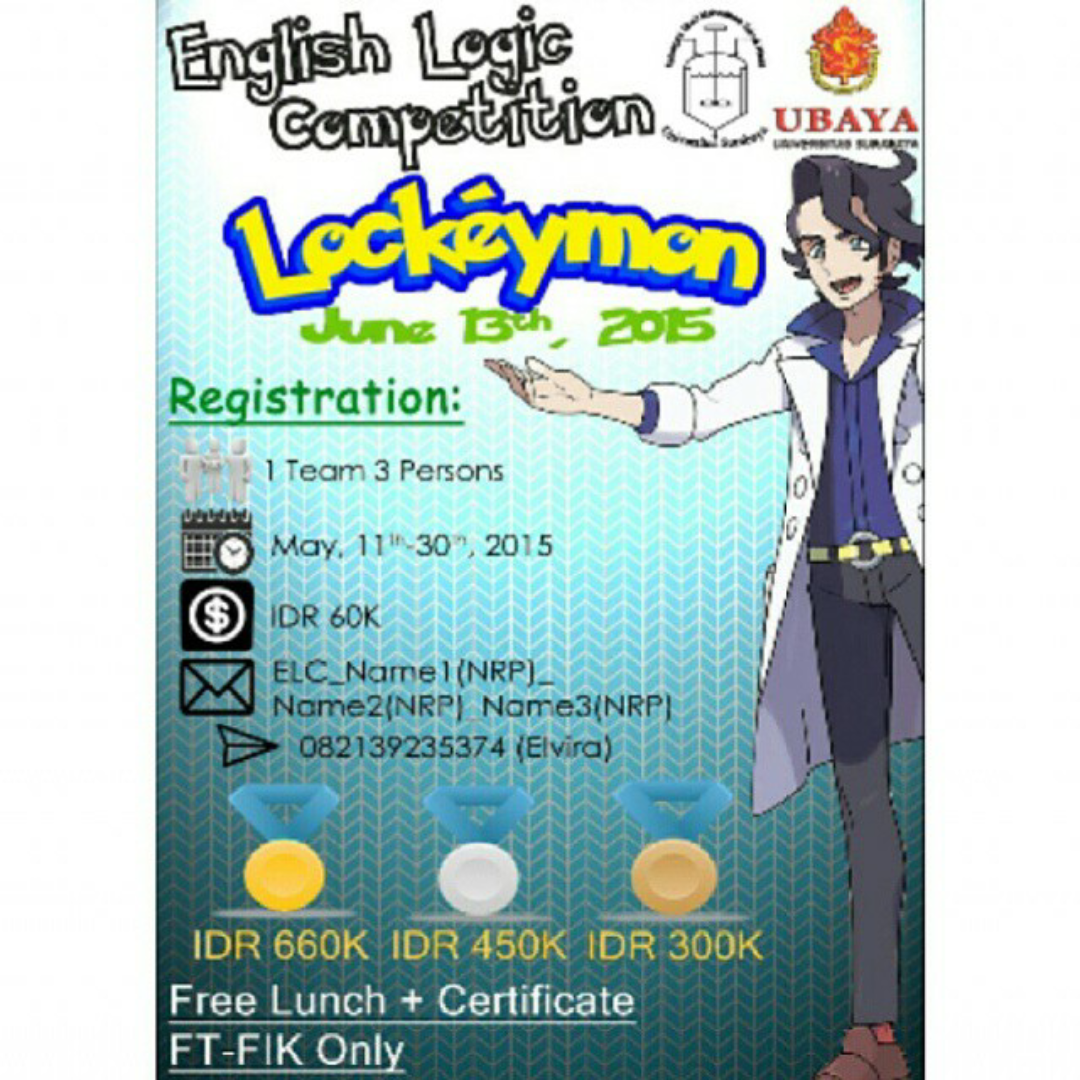 English Logic
Competition
UBAYA
UNIVERSITAS SURABAYA
Lockéymon
June 13th, 2015
Registration:
1 Team 3 Persons
May, 11th-30th, 2015
IDR 60K
ELC_Name1(NRP)_
Name2(NRP)_Name3(NRP)
082139235374 (Elvira)
IDR 660K IDR 450K IDR 300K
Free Lunch + Certificate
FT-FIK Only